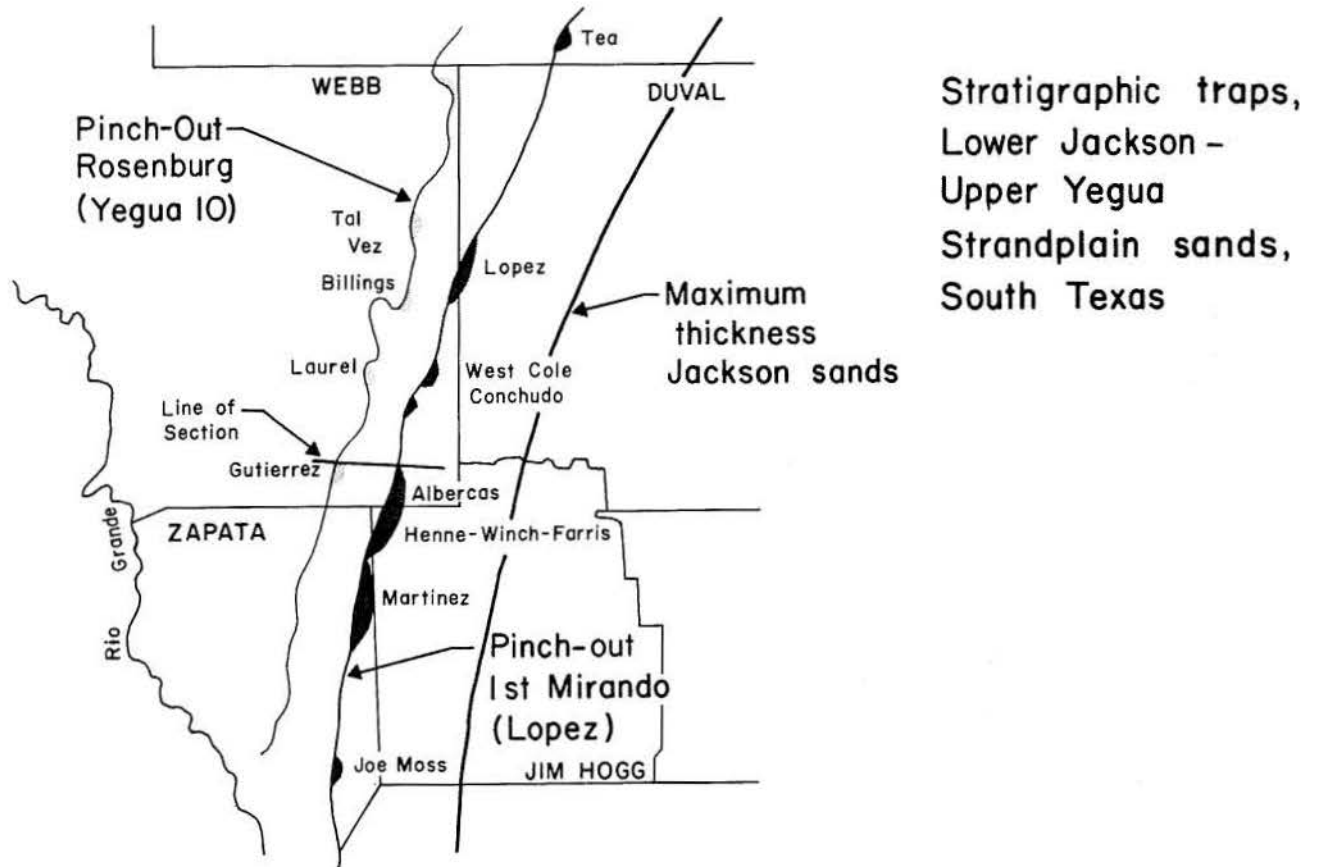 Tea
WEBB
DUVAL
Stratigraphic traps,
Lower Jackson –
Upper Yegua
Strandplain sands,
South Texas
Pinch-Out
Rosenburg
(Yegua 10)
Tal
Vez
Billings
Lopez
Maximum
thickness
Jackson sands
Laurel
West Cole
Conchudo
Line of
Section
Gutierrez
Albercas
ZAPATA
Henne-Winch-Farris
Rio Grande
Martinez
Pinch-out
1st Mirando
(Lopez)
Joe Moss
JIM HOGG